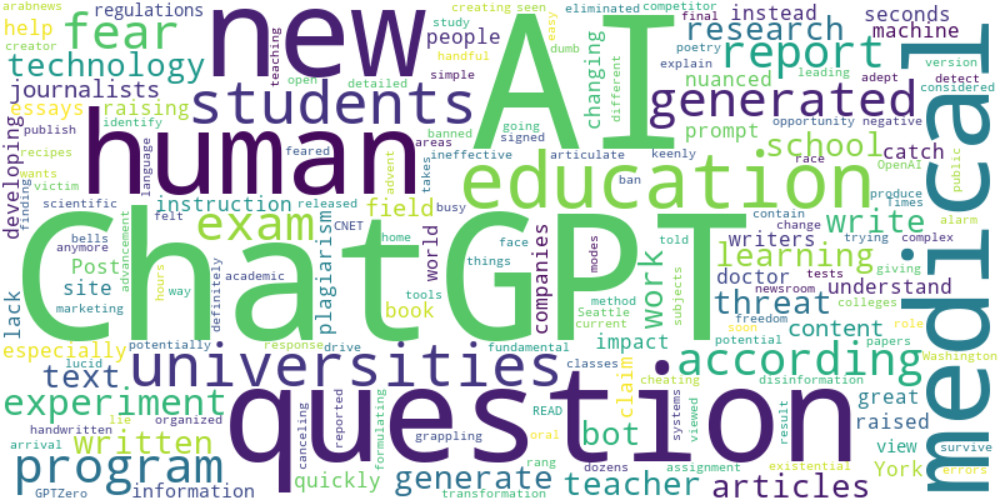 arabnews
regulations
creating seen
eliminated
competitor
help
fear
new
AI
final
instead
seconds
creator
study
easy
changing
different
research
machine
technology
teaching
people
handful
dumb
poetry
explain
report
version
journalists
open
detailed
simple
leading
adept
detect
considered
essays
raising
students
nuanced
generated
medical
publish
identify
banned
going
signed
opportunity
negative
developing
human
areas
prompt
school
recipes
language
feared
ineffective
articulate
keenly
race
catch
OpenAI
public
wants
victim
advent
takes
education
ban
produce
Times
finding
scientific
instruction
released
field
busy
contain
change
write
alarm
felt
exam
CNET
world
face
companies
told
writers
trying
complex
bells
anymore
advancement
ChatGPT
home
things
modes
work
learning
tests
giving
Post
hours
definitely
academic
plagiarism
tools
book
method
Seattle
current
subjects
doctor
understand
newsroom
colleges
site
way
threat
freedom
soon
role
lack
marketing
impact
potential
content
papers
especially
potentially
response
drive
fundamental
classes
according
Washington
text
lucid
universities
claim
cheating
disinformation
great
experiment
question
READ
bot
systems
viewed
result
raised
handwritten
lie
organized
canceling
reported
formulating
grappling
oral
written
view
survive
arrival
rang
dozens
assignment
existential
York
program
quickly
generate
teacher
articles
errors
GPTZero
information
transformation